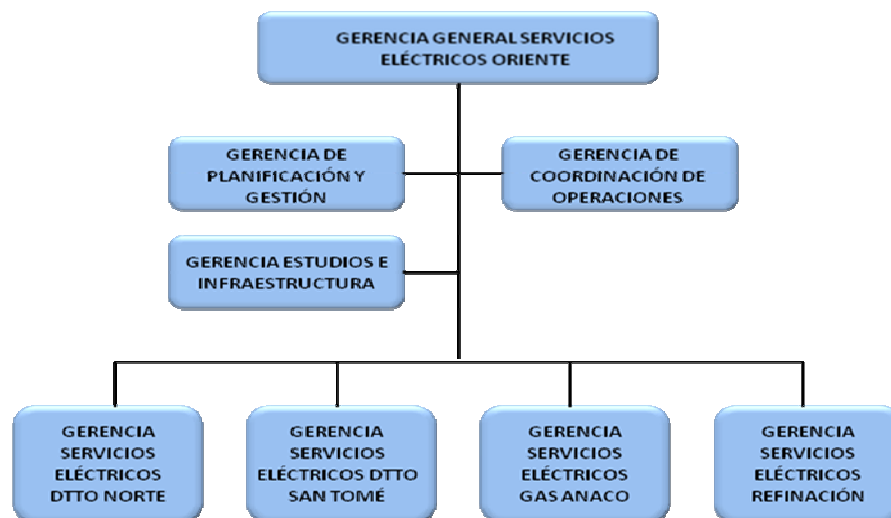 GERENCIA GENERAL SERVICIOS
ELÉCTRICOS ORIENTE
GERENCIA DE
PLANIFICACIÓN Y
GESTIÓN
GERENCIA DE
COORDINACIÓN DE
OPERACIONES
GERENCIA ESTUDIOS E
INFRAESTRUCTURA
GERENCIA
SERVICIOS
ELÉCTRICOS
DTTO NORTE
GERENCIA
SERVICIOS
ELÉCTRICOS DTTO
SAN TOMÉ
GERENCIA
SERVICIOS
ELÉCTRICOS
GAS ANACO
GERENCIA
SERVICIOS
ELÉCTRICOS
REFINACIÓN